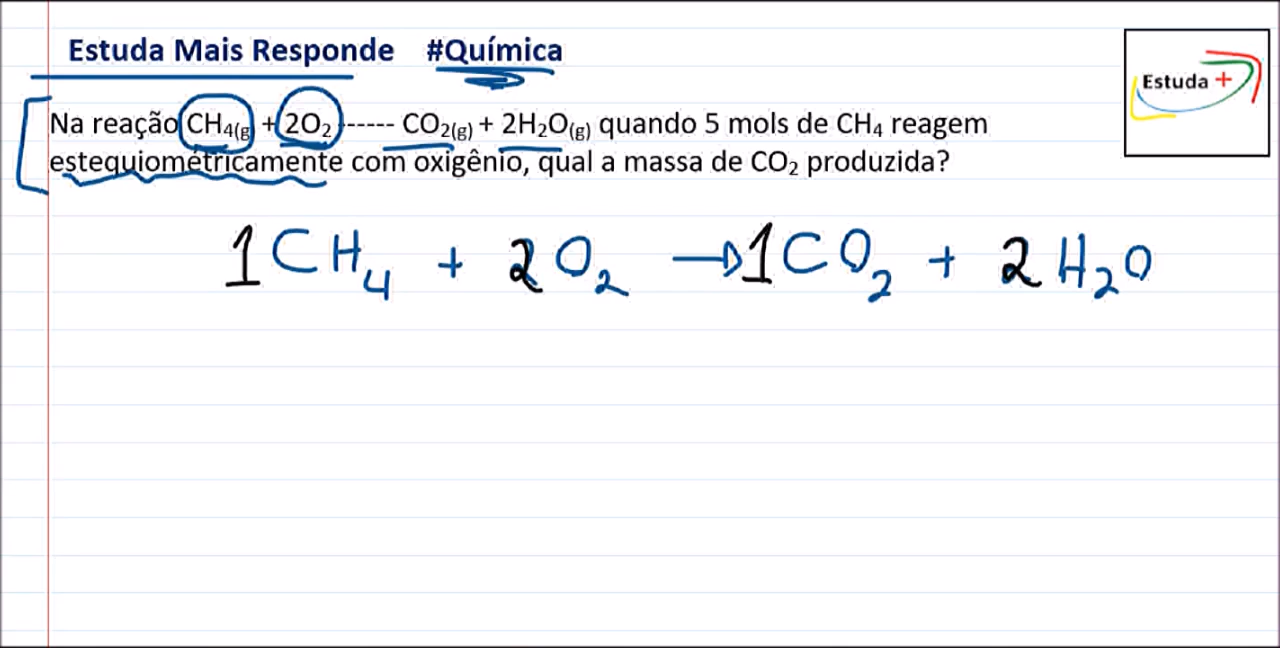 Estuda Mais Responde #Química
Estuda +
Na reação CH₄(g) + 2O₂ ------ CO₂(g) + 2H₂O(g) quando 5 mols de CH₄ reagem
estequiométricamente com oxigênio, qual a massa de CO₂ produzida?
1CH₄ + 2O₂ → 1CO₂ + 2H₂O